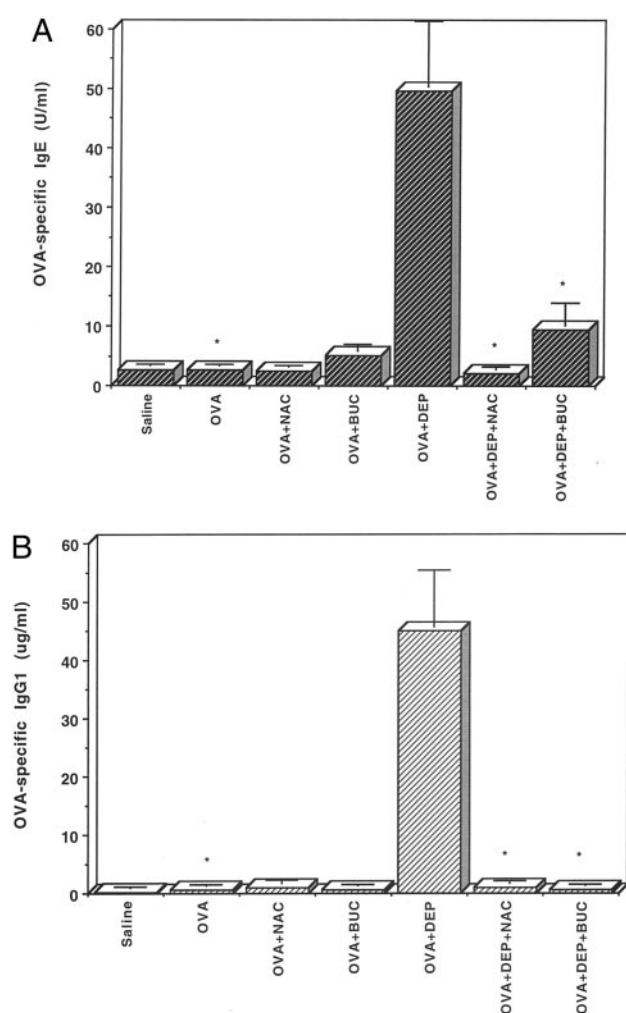 A
OVA-specific IgE (U/ml)
60
50
40
30
20
10
0
*
*
*
Saline
OVA
OVA+NAC
OVA+BUC
OVA+DEP
OVA+DEP+NAC
OVA+DEP+BUC
B
OVA-specific IgG1 (ug/ml)
60
50
40
30
20
10
0
*
*
*
Saline
OVA
OVA+NAC
OVA+BUC
OVA+DEP
OVA+DEP+NAC
OVA+DEP+BUC